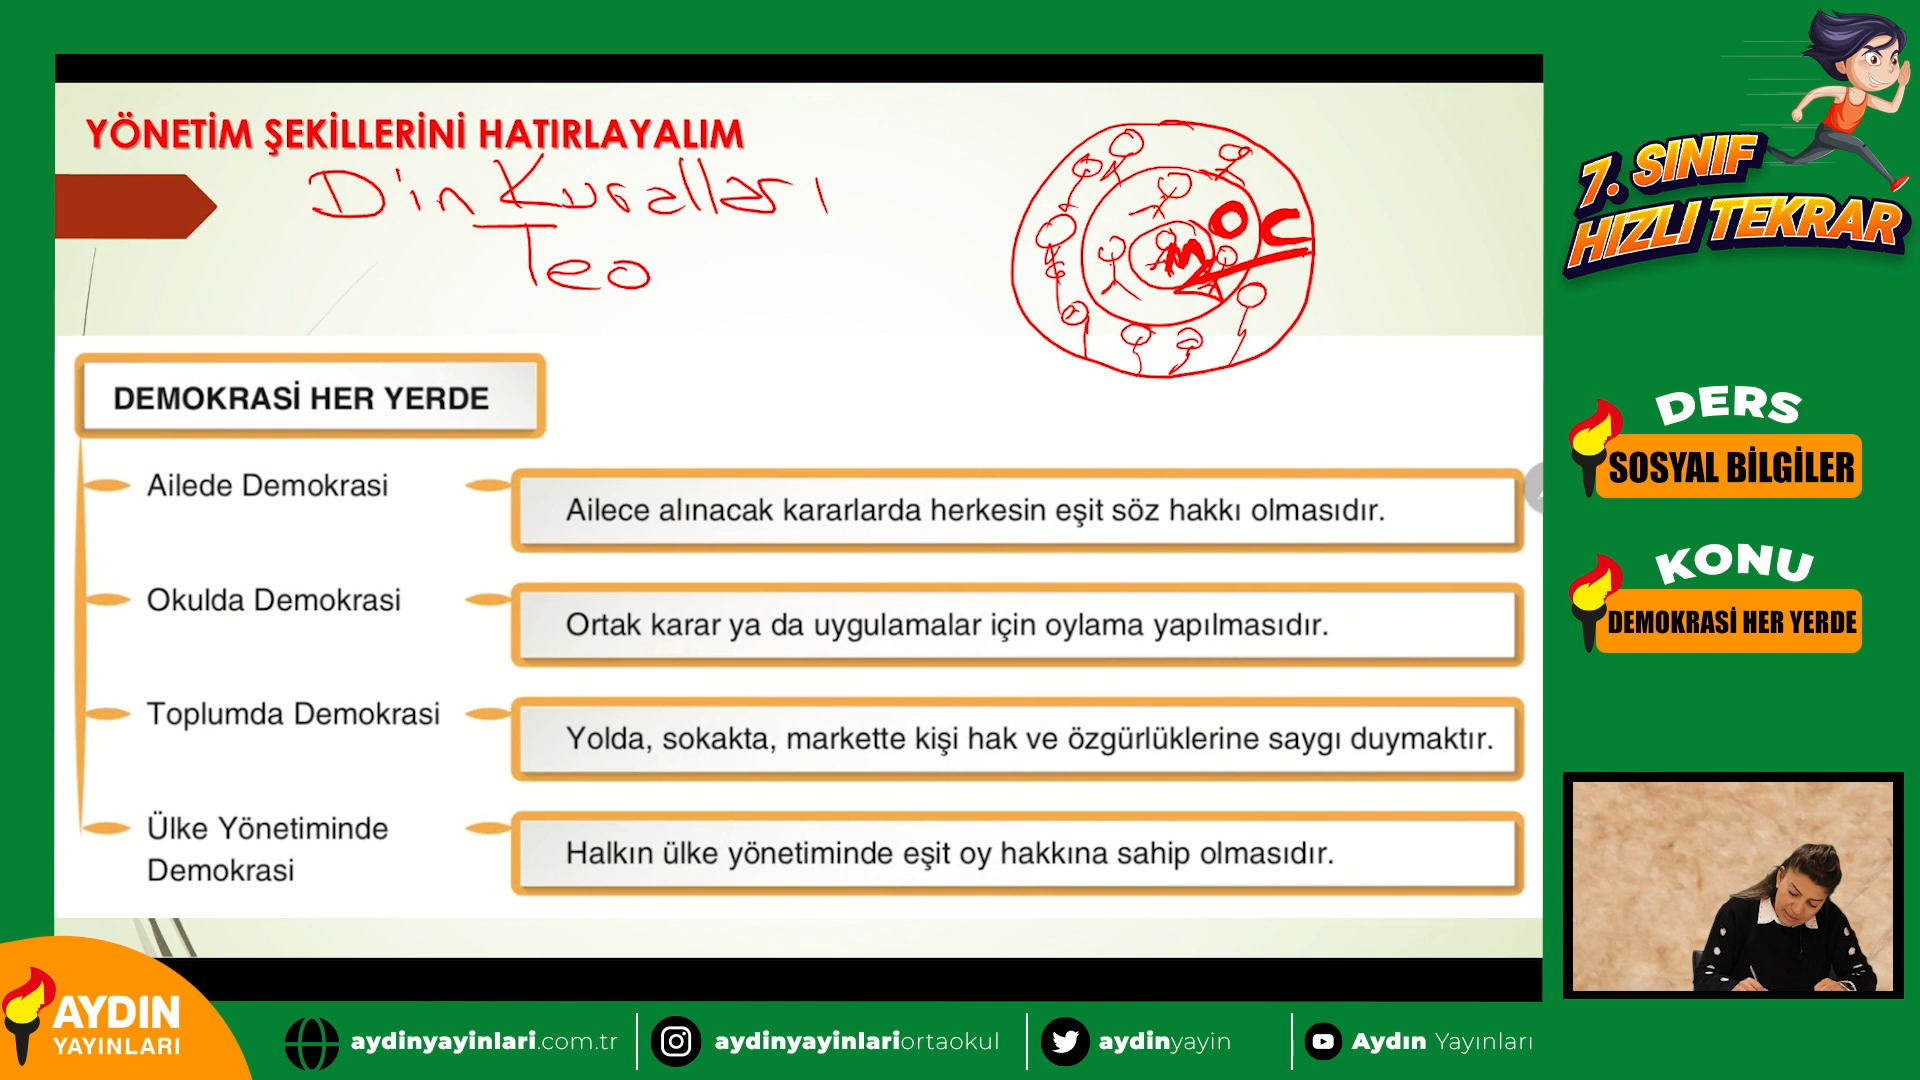 YÖNETİM ŞEKİLLERİNİ HATIRLAYALIM
Din Kuralları
Teo
M O C
DEMOKRASİ HER YERDE
Ailede Demokrasi
Ailece alınacak kararlarda herkesin eşit söz hakkı olmasıdır.
Okulda Demokrasi
Ortak karar ya da uygulamalar için oylama yapılmasıdır.
Toplumda Demokrasi
Yolda, sokakta, markette kişi hak ve özgürlüklerine saygı duymaktır.
Ülke Yönetiminde
Demokrasi
Halkın ülke yönetiminde eşit oy hakkına sahip olmasıdır.
7. SINIF
HIZLI TEKRAR
DERS
SOSYAL BİLGİLER
KONU
DEMOKRASİ HER YERDE
AYDIN
YAYINLARI
aydinyayinlari.com.tr
aydinyayinlariortaokul
aydinyayin
Aydın Yayınları